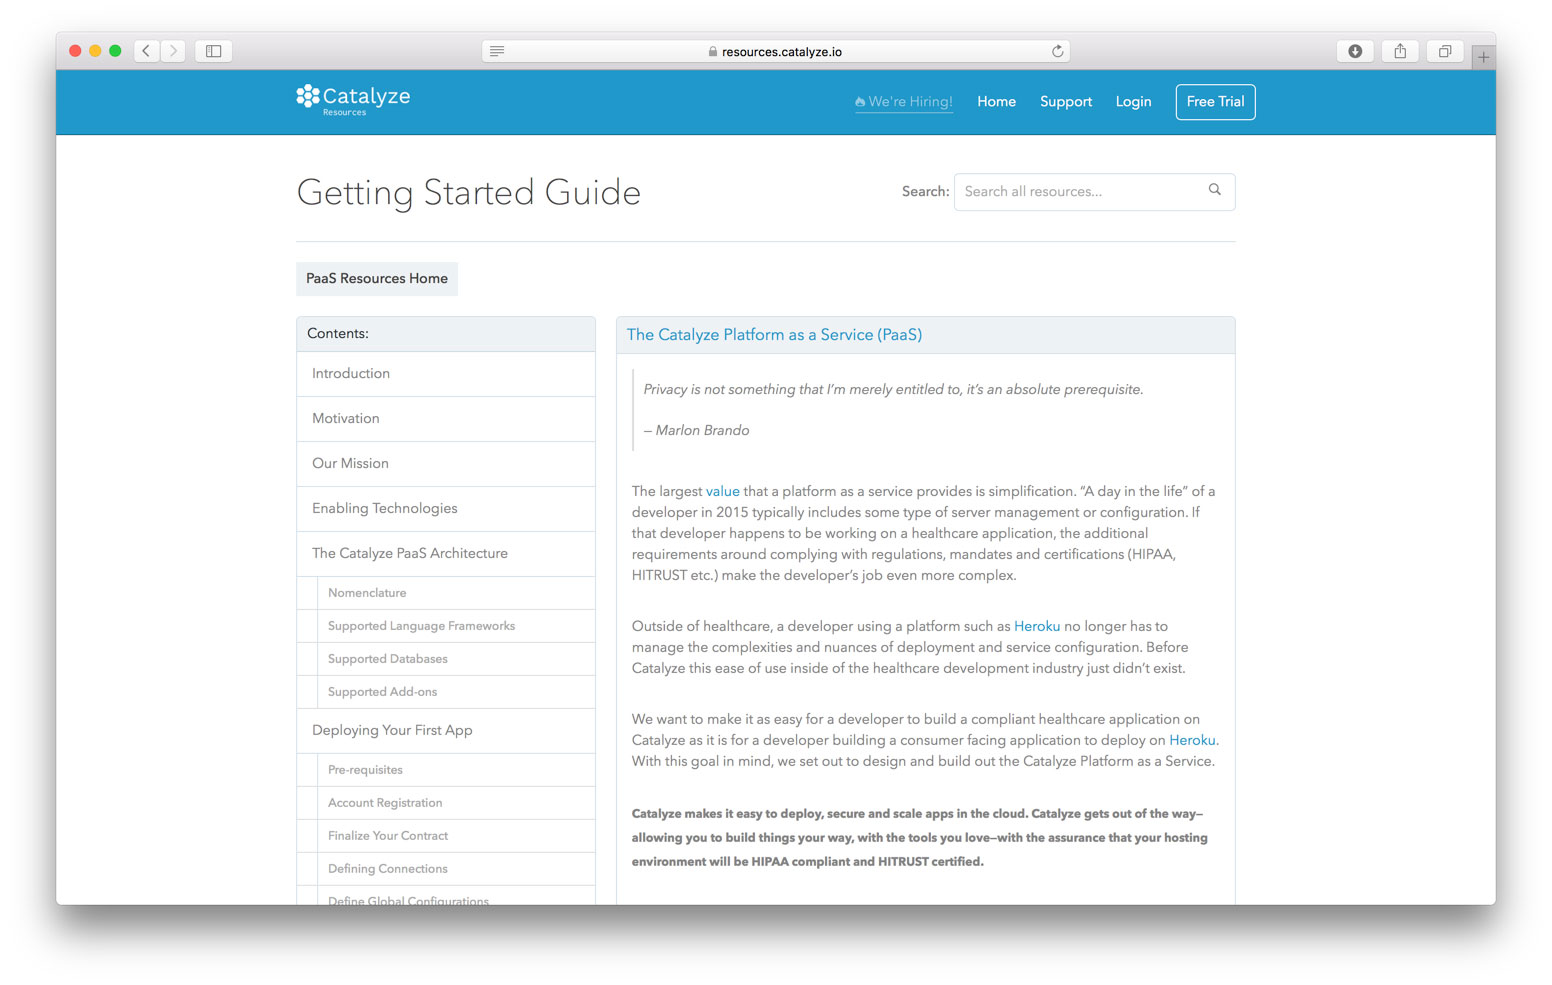 resources.catalyze.io
Catalyze
Resources
We're Hiring!
Home
Support
Login
Free Trial
Getting Started Guide
Search:
Search all resources...
PaaS Resources Home
Contents:
Introduction
Motivation
Our Mission
Enabling Technologies
The Catalyze PaaS Architecture
Nomenclature
Supported Language Frameworks
Supported Databases
Supported Add-ons
Deploying Your First App
Pre-requisites
Account Registration
Finalize Your Contract
Defining Connections
Define Global Configurations
The Catalyze Platform as a Service (PaaS)
Privacy is not something that I’m merely entitled to, it’s an absolute prerequisite.
– Marlon Brando
The largest value that a platform as a service provides is simplification. “A day in the life” of a
developer in 2015 typically includes some type of server management or configuration. If
that developer happens to be working on a healthcare application, the additional
requirements around complying with regulations, mandates and certifications (HIPAA,
HITRUST etc.) make the developer’s job even more complex.
Outside of healthcare, a developer using a platform such as Heroku no longer has to
manage the complexities and nuances of deployment and service configuration. Before
Catalyze this ease of use inside of the healthcare development industry just didn’t exist.
We want to make it as easy for a developer to build a compliant healthcare application on
Catalyze as it is for a developer building a consumer facing application to deploy on Heroku.
With this goal in mind, we set out to design and build out the Catalyze Platform as a Service.
Catalyze makes it easy to deploy, secure and scale apps in the cloud. Catalyze gets out of the way–
allowing you to build things your way, with the tools you love–with the assurance that your hosting
environment will be HIPAA compliant and HITRUST certified.